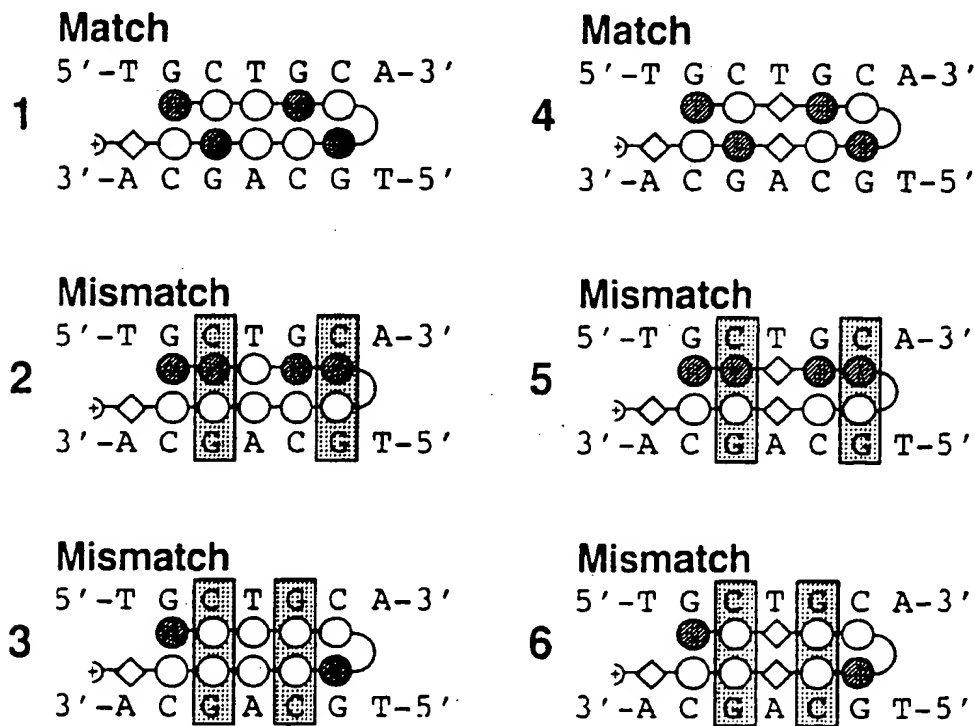 Match
5'-T G C T G C A-3'
1
3'-A C G A C G T-5'
Match
5'-T G C T G C A-3'
4
3'-A C G A C G T-5'
Mismatch
5'-T G C T G C A-3'
2
3'-A C G A C G T-5'
Mismatch
5'-T G C T G C A-3'
5
3'-A C G A C G T-5'
Mismatch
5'-T G C T G C A-3'
3
3'-A C G A C G T-5'
Mismatch
5'-T G C T G C A-3'
6
3'-A C G A C G T-5'